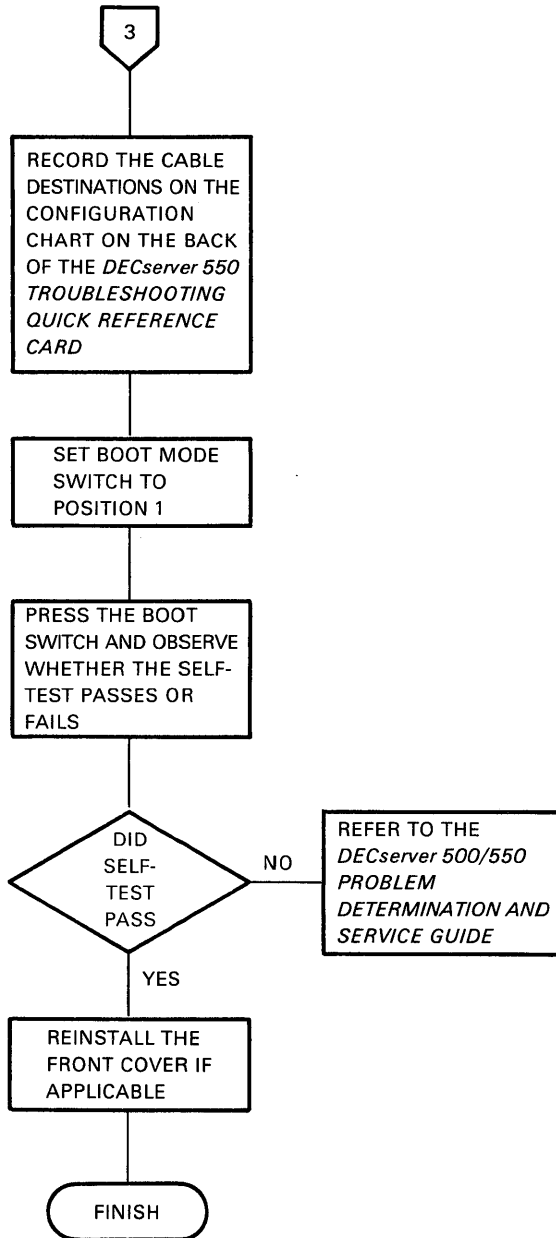 3
RECORD THE CABLE
DESTINATIONS ON THE
CONFIGURATION
CHART ON THE BACK
OF THE DECserver 550
TROUBLESHOOTING
QUICK REFERENCE
CARD
SET BOOT MODE
SWITCH TO
POSITION 1
PRESS THE BOOT
SWITCH AND OBSERVE
WHETHER THE SELF-
TEST PASSES OR
FAILS
DID
SELF-
TEST
PASS
NO
REFER TO THE
DECserver 500/550
PROBLEM
DETERMINATION AND
SERVICE GUIDE
YES
REINSTALL THE
FRONT COVER IF
APPLICABLE
FINISH